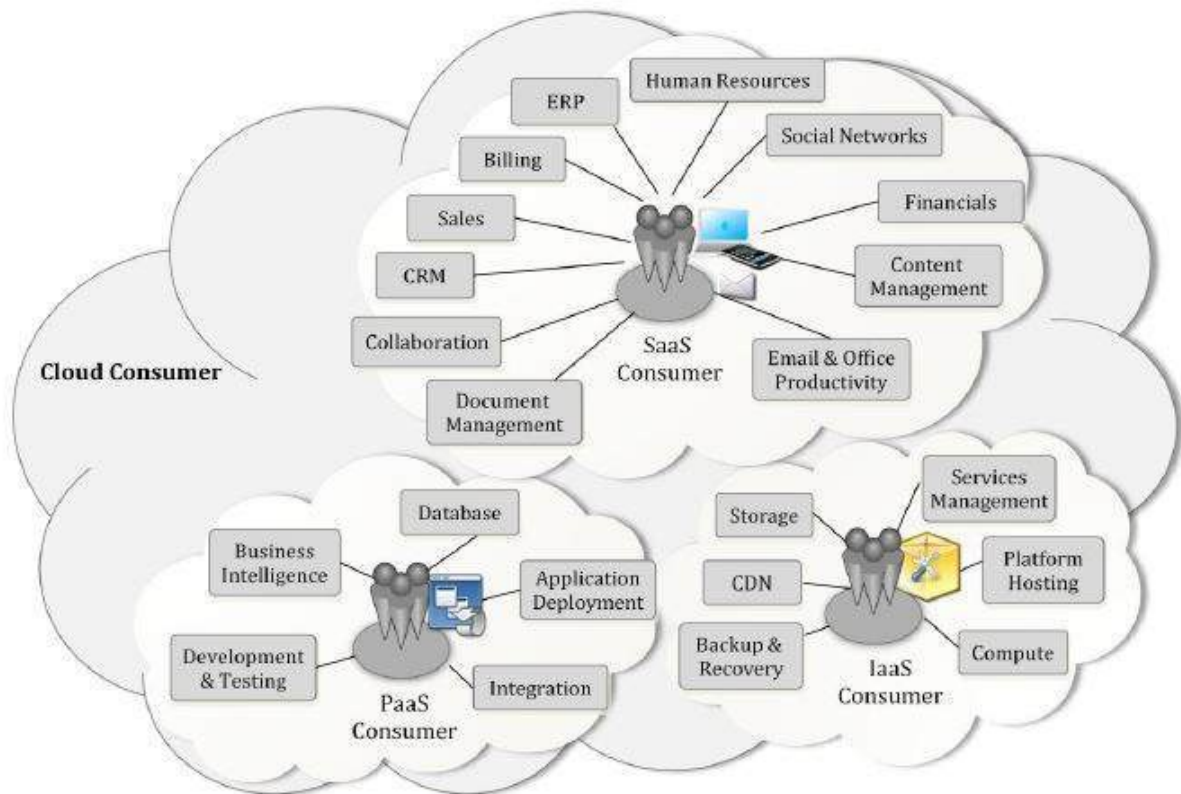 Human Resources
ERP
Social Networks
Billing
Sales
Financials
CRM
Content
Management
Collaboration
SaaS
Consumer
Email & Office
Productivity
Document
Management
Cloud Consumer
Database
Business
Intelligence
Application
Deployment
Development
& Testing
Integration
PaaS
Consumer
Services
Management
Storage
Platform
Hosting
CDN
Backup &
Recovery
Compute
IaaS
Consumer